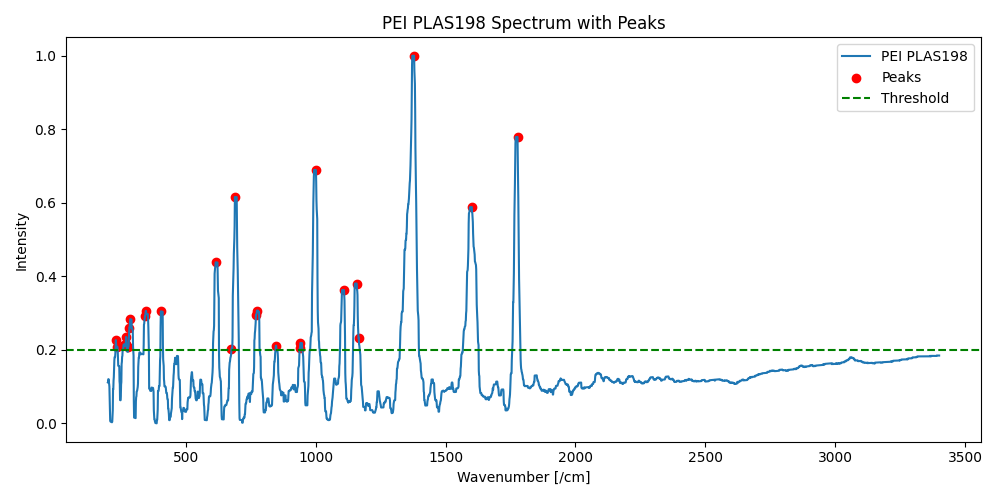 PEI PLAS198 Spectrum with Peaks
PEI PLAS198
Peaks
Threshold
Intensity
1.0
0.8
0.6
0.4
0.2
0.0
500 1000 1500 2000 2500 3000 3500
Wavenumber [/cm]